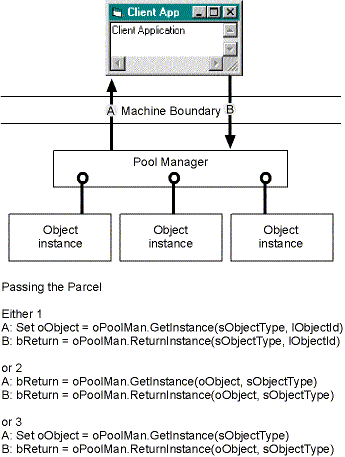 Client App
Client Application
A Machine Boundary B
Pool Manager
Object instance
Object instance
Object instance
Passing the Parcel
Either 1
A: Set oObject = oPoolMan.GetInstance(sObjectType, lObjectId)
B: bReturn = oPoolMan.ReturnInstance(sObjectType, lObjectId)
or 2
A: bReturn = oPoolMan.GetInstance(oObject, sObjectType)
B: bReturn = oPoolMan.ReturnInstance(oObject, sObjectType)
or 3
A: Set oObject = oPoolMan.GetInstance(sObjectType)
B: bReturn = oPoolMan.ReturnInstance(oObject, sObjectType)